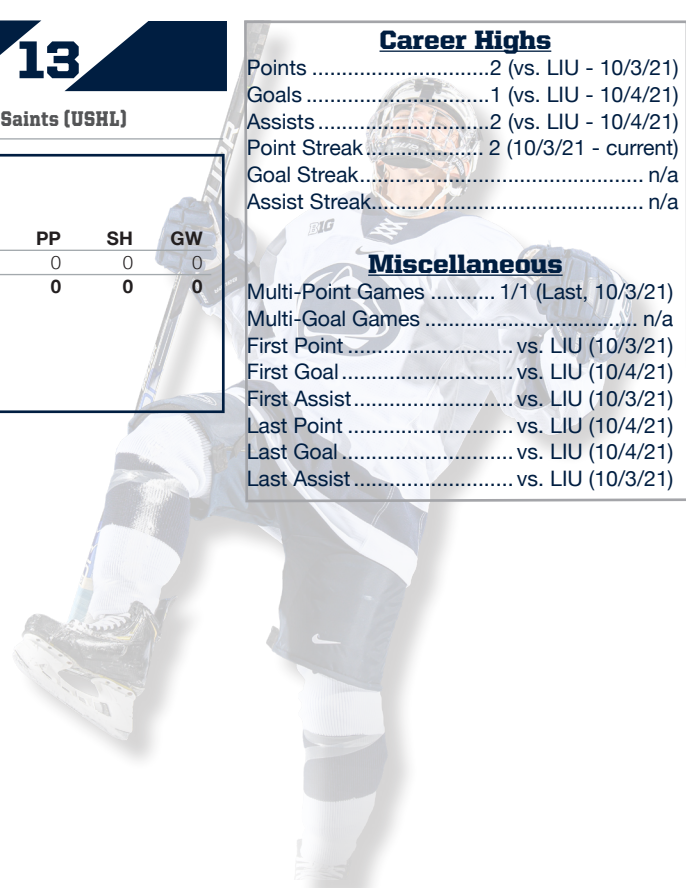 13
Saints (USHL)
PP SH GW
0 0 0
0 0 0
Career Highs
Points ..............................2 (vs. LIU - 10/3/21)
Goals ...............................1 (vs. LIU - 10/4/21)
Assists .............................2 (vs. LIU - 10/4/21)
Point Streak.................... 2 (10/3/21 - current)
Goal Streak................................................ n/a
Assist Streak.............................................. n/a
B1G
Miscellaneous
Multi-Point Games ........... 1/1 (Last, 10/3/21)
Multi-Goal Games .................................... n/a
First Point ............................ vs. LIU (10/3/21)
First Goal ............................. vs. LIU (10/4/21)
First Assist........................... vs. LIU (10/3/21)
Last Point ............................ vs. LIU (10/4/21)
Last Goal ............................. vs. LIU (10/4/21)
Last Assist ........................... vs. LIU (10/3/21)